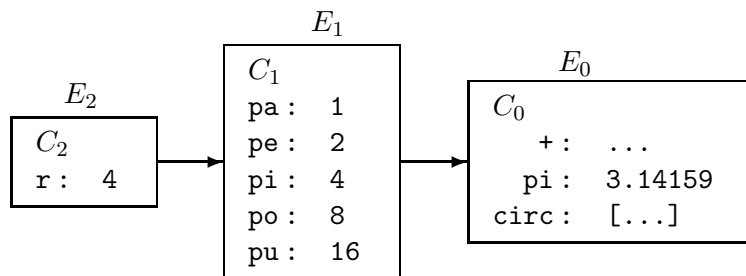 E2
C2
r: 4
E1
C1
pa: 1
pe: 2
pi: 4
po: 8
pu: 16
E0
C0
+: ...
pi: 3.14159
circ: [...]